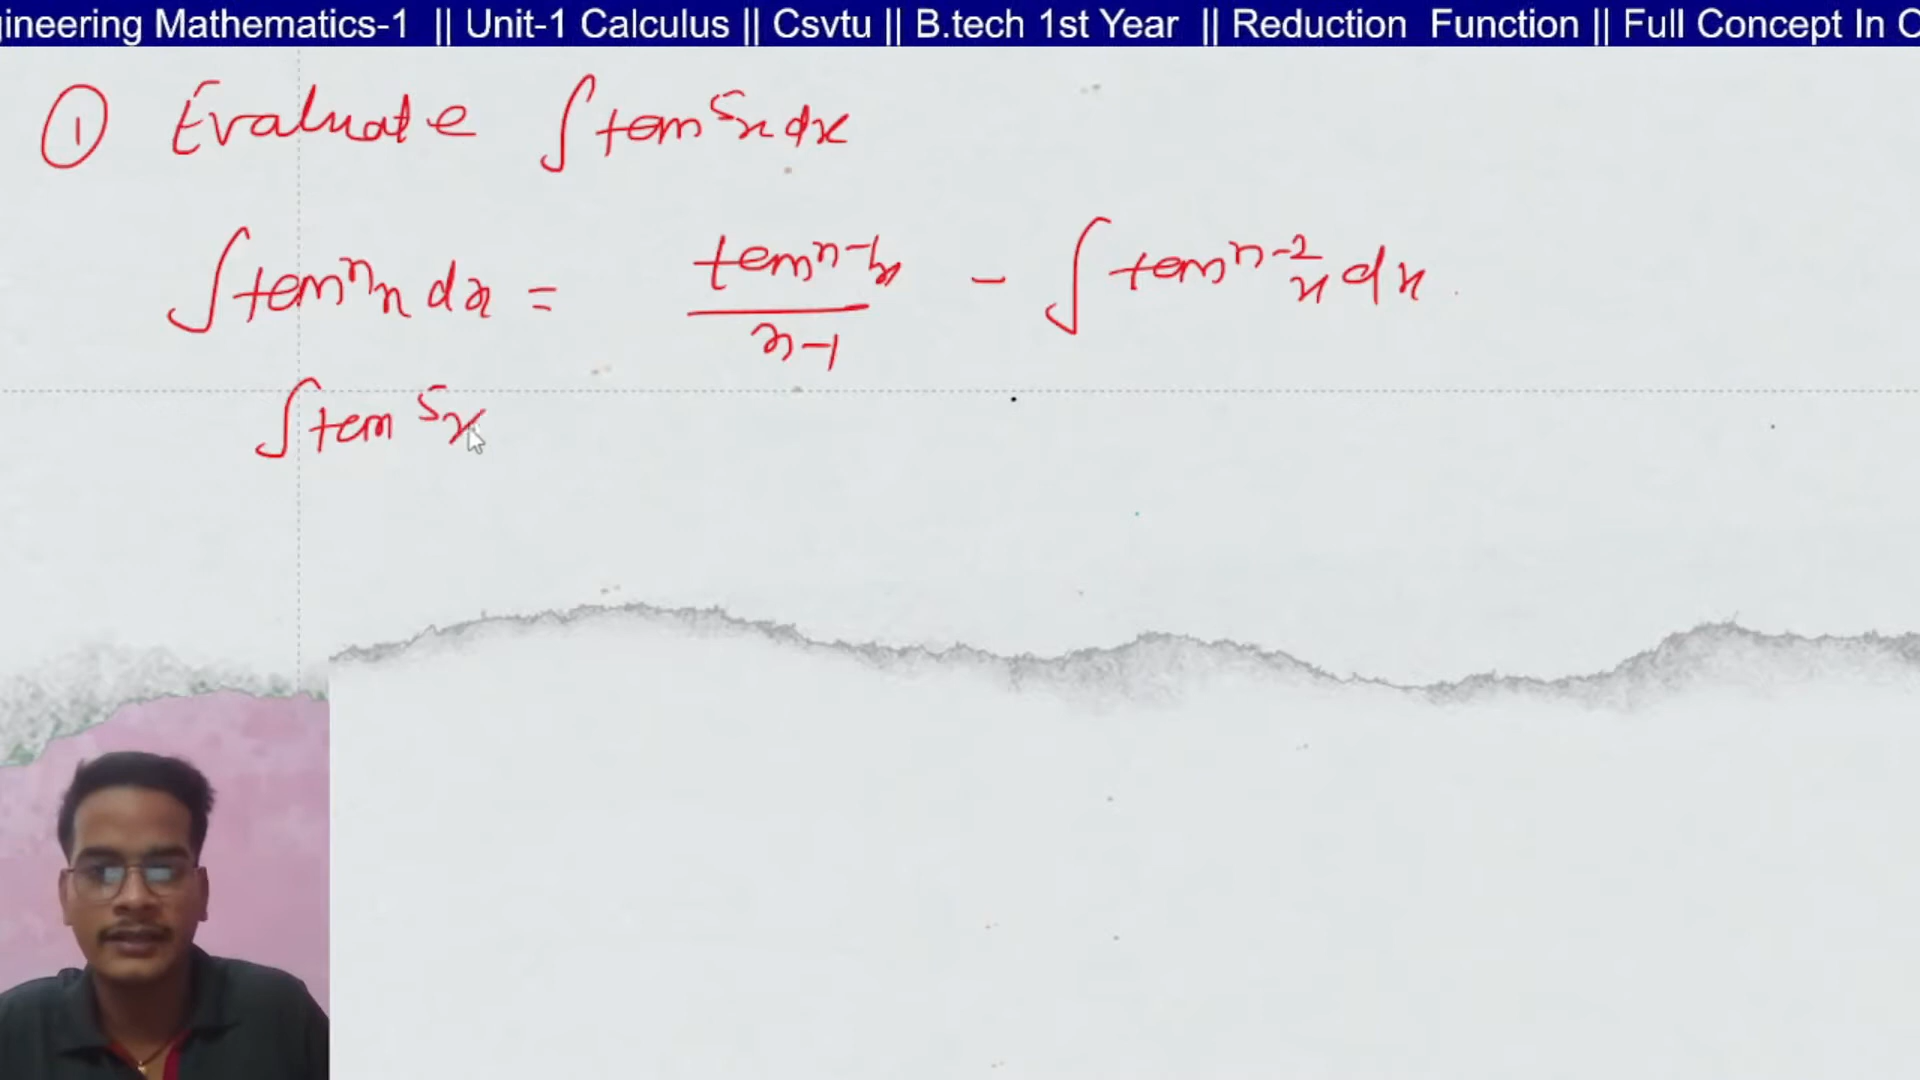 gineering Mathematics-1 || Unit-1 Calculus || Csvtu || B.tech 1st Year || Reduction Function || Full Concept In C
① Evaluate ∫tan⁵x dx
∫tanⁿx dx = tanⁿ⁻¹x / n-1 - ∫tanⁿ⁻²x dx
∫tan⁵x